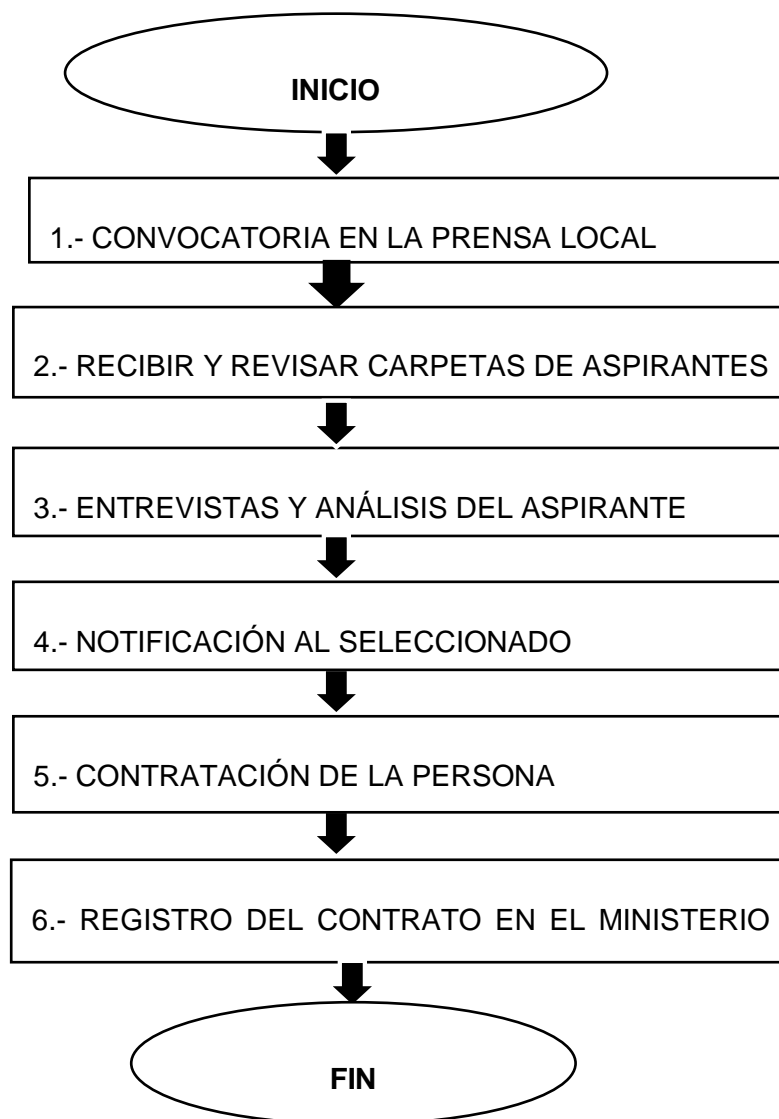 INICIO
1.- CONVOCATORIA EN LA PRENSA LOCAL
2.- RECIBIR Y REVISAR CARPETAS DE ASPIRANTES
3.- ENTREVISTAS Y ANÁLISIS DEL ASPIRANTE
4.- NOTIFICACIÓN AL SELECCIONADO
5.- CONTRATACIÓN DE LA PERSONA
6.- REGISTRO DEL CONTRATO EN EL MINISTERIO
FIN